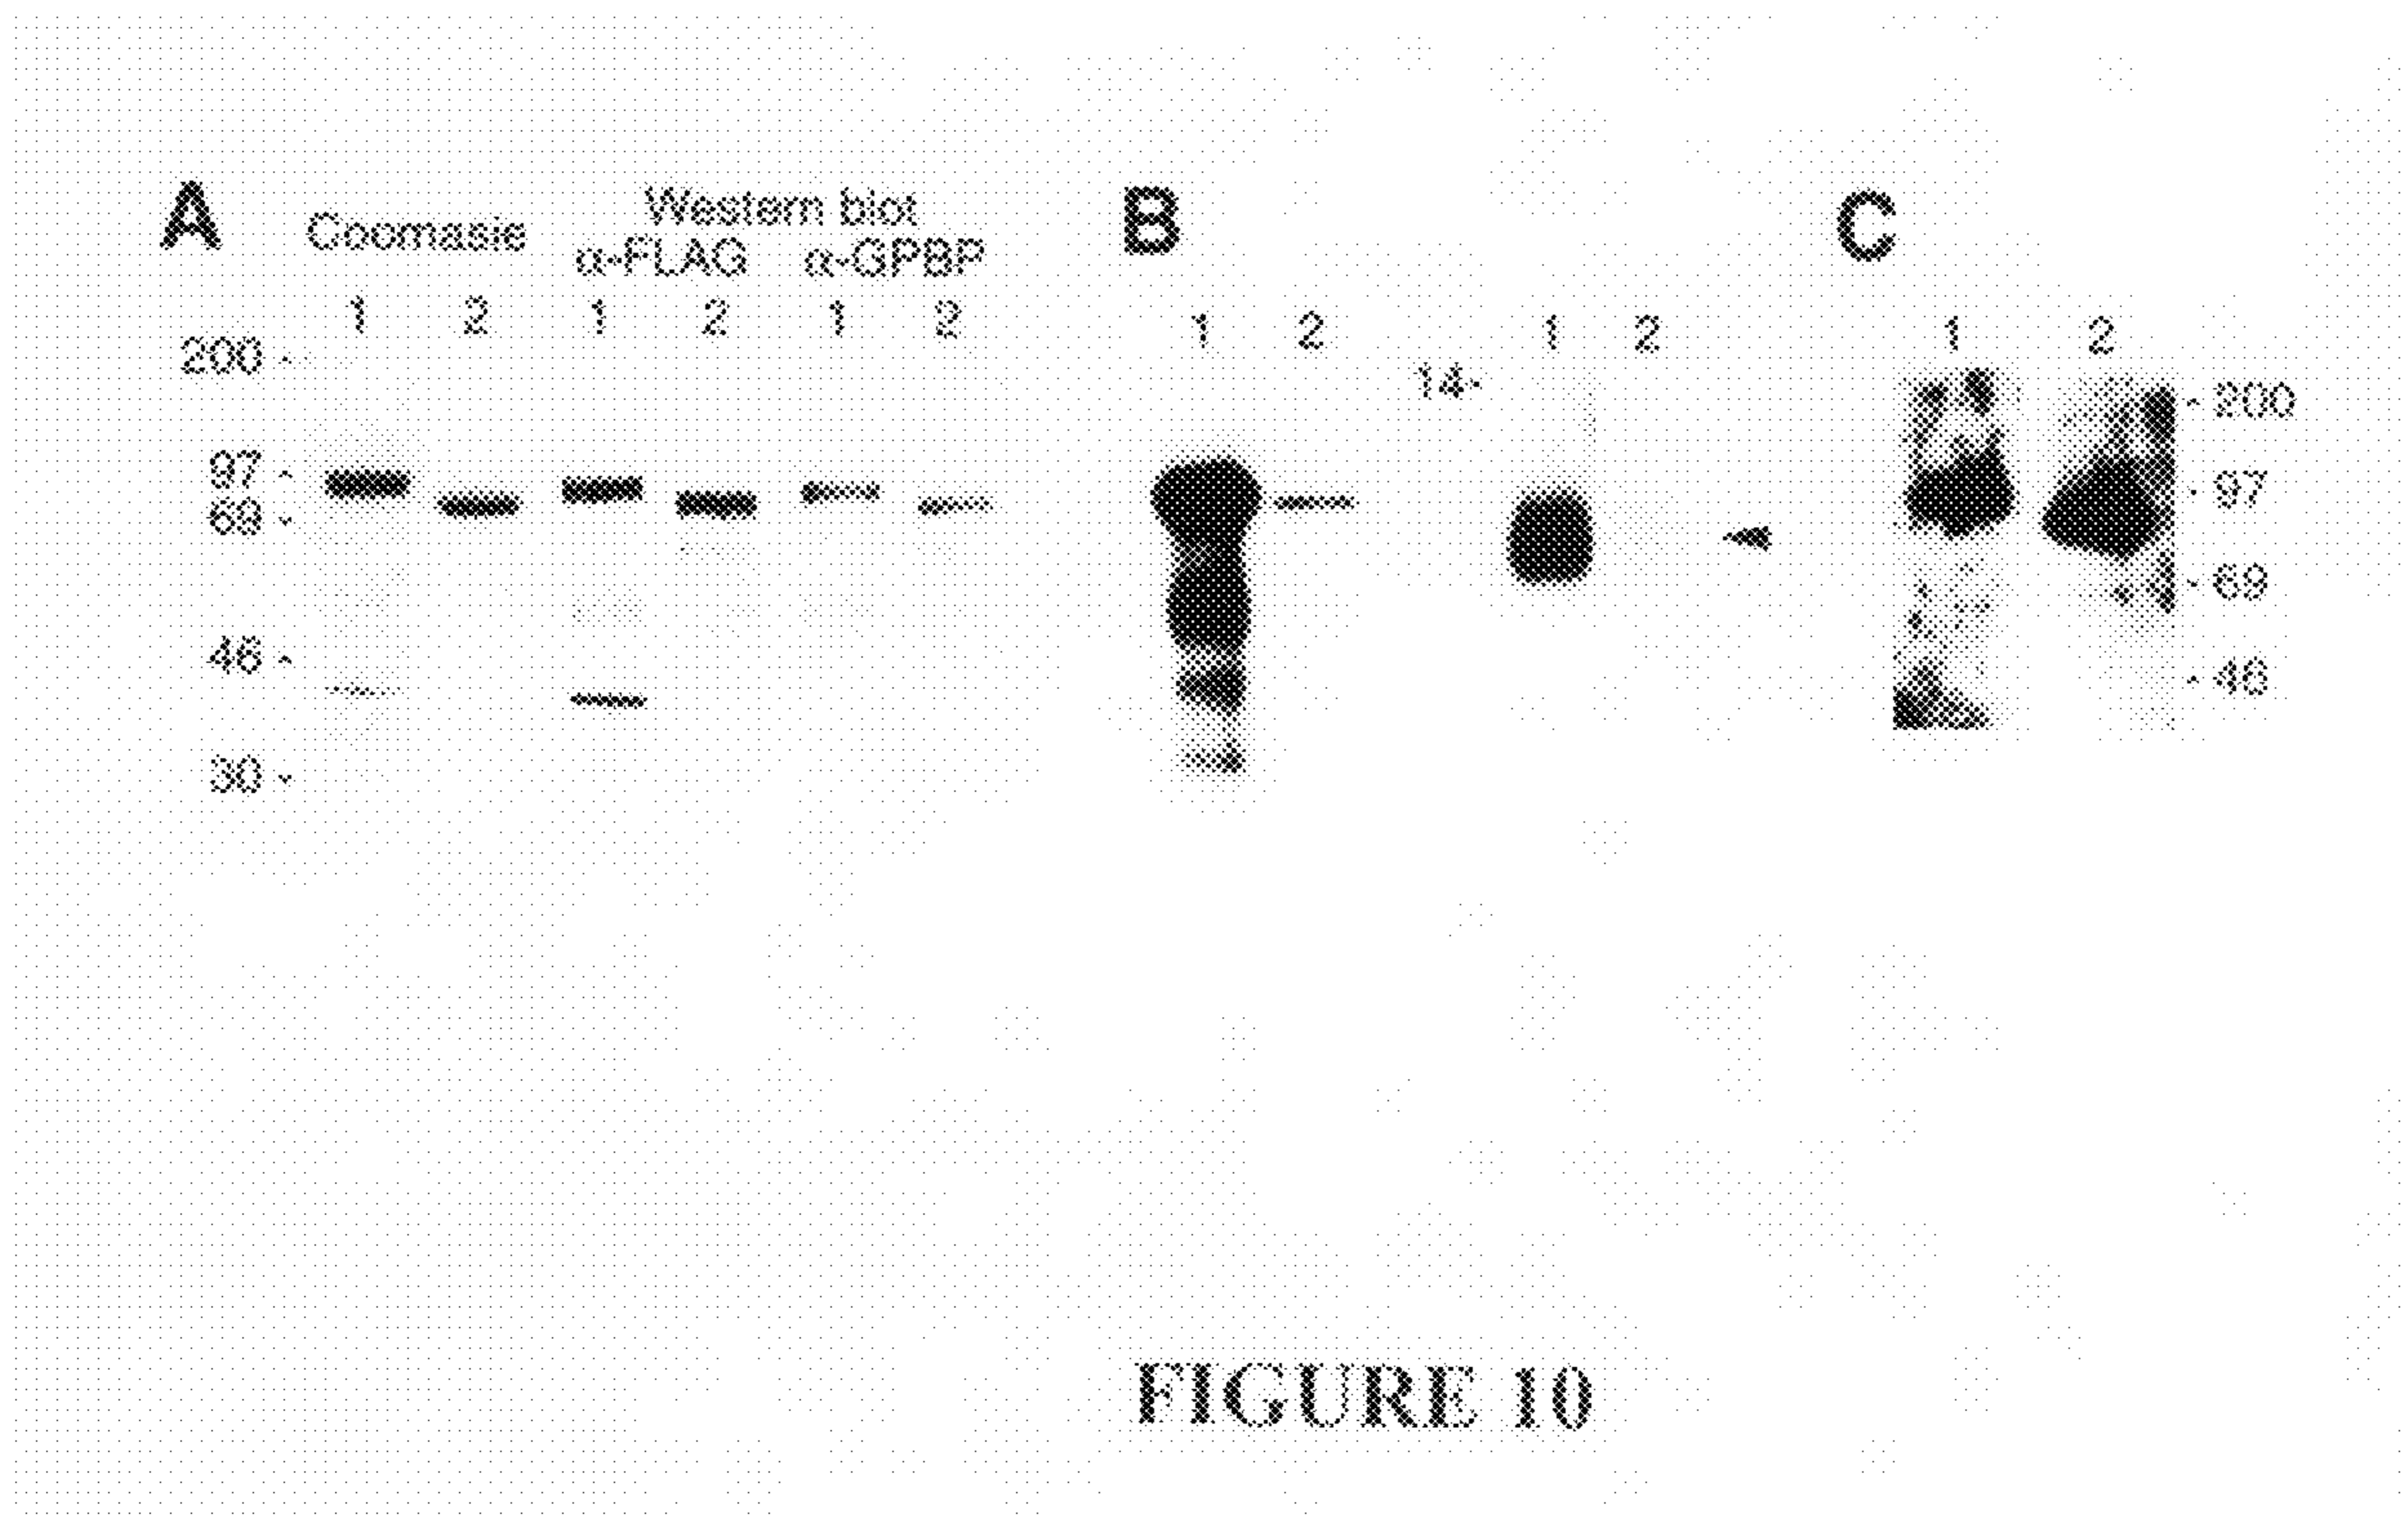 A
Coomasie
Western blot
α-FLAG α-GPBP
1 2 1 2 1 2
200 -
97 -
69 -
46 -
30 -
B
1 2
14-
1 2
C
1 2
- 200
- 97
- 69
- 46
FIGURE 10